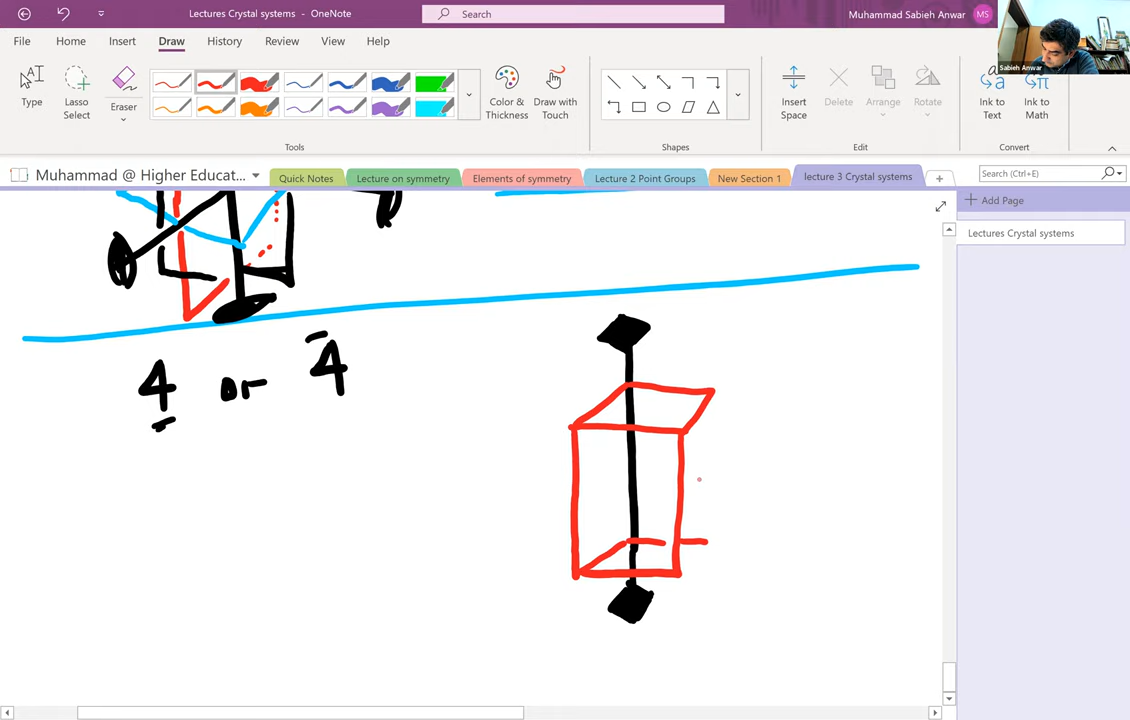 Lectures Crystal systems - OneNote
Search
Muhammad Sabieh Anwar MS
Sabieh Anwar
File Home Insert Draw History Review View Help
Type
Lasso Select
Eraser
Color & Thickness
Draw with Touch
Insert Space
Delete
Arrange
Rotate
Ink to Text
Ink to Math
Tools Shapes Edit Convert
Muhammad @ Higher Educat...
Quick Notes
Lecture on symmetry
Elements of symmetry
Lecture 2 Point Groups
New Section 1
lecture 3 Crystal systems
Search (Ctrl+E)
Add Page
Lectures Crystal systems
4 or 4̅